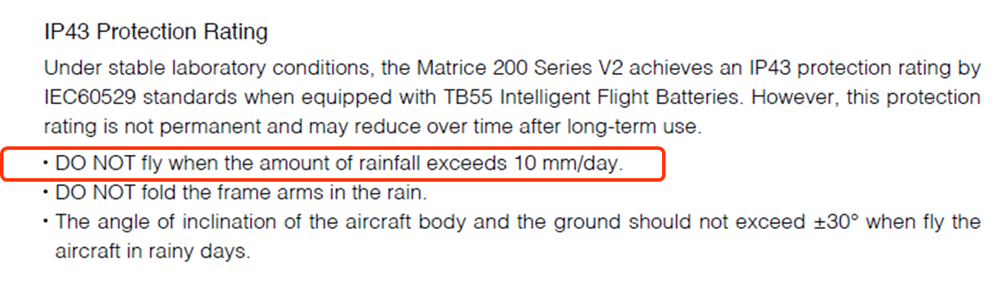 IP43 Protection Rating
Under stable laboratory conditions, the Matrice 200 Series V2 achieves an IP43 protection rating by
IEC60529 standards when equipped with TB55 Intelligent Flight Batteries. However, this protection
rating is not permanent and may reduce over time after long-term use.
• DO NOT fly when the amount of rainfall exceeds 10 mm/day.
• DO NOT fold the frame arms in the rain.
• The angle of inclination of the aircraft body and the ground should not exceed ±30° when fly the
aircraft in rainy days.